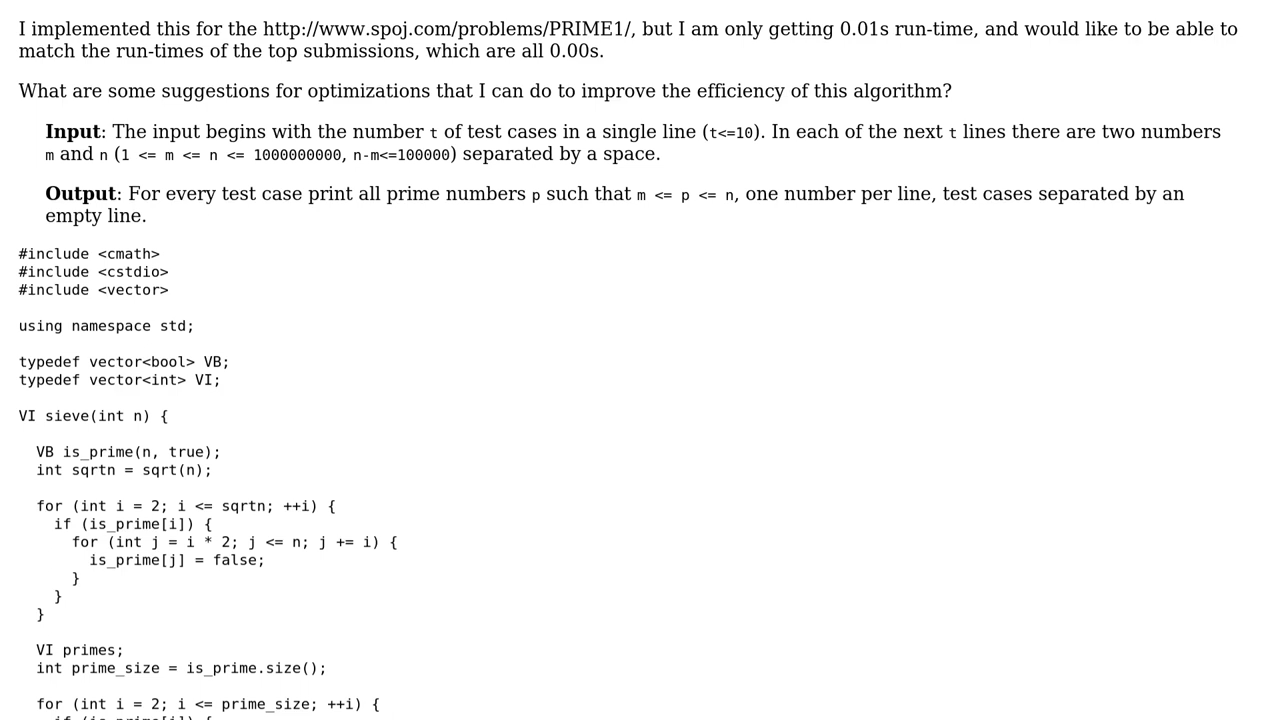 I implemented this for the http://www.spoj.com/problems/PRIME1/, but I am only getting 0.01s run-time, and would like to be able to
match the run-times of the top submissions, which are all 0.00s.
What are some suggestions for optimizations that I can do to improve the efficiency of this algorithm?
Input: The input begins with the number t of test cases in a single line (t<=10). In each of the next t lines there are two numbers
m and n (1 <= m <= n <= 1000000000, n-m<=100000) separated by a space.
Output: For every test case print all prime numbers p such that m <= p <= n, one number per line, test cases separated by an
empty line.
#include <cmath>
#include <cstdio>
#include <vector>
using namespace std;
typedef vector<bool> VB;
typedef vector<int> VI;
VI sieve(int n) {
  VB is_prime(n, true);
  int sqrtn = sqrt(n);
  for (int i = 2; i <= sqrtn; ++i) {
    if (is_prime[i]) {
      for (int j = i * 2; j <= n; j += i) {
        is_prime[j] = false;
      }
    }
  }
  VI primes;
  int prime_size = is_prime.size();
  for (int i = 2; i <= prime_size; ++i) {
    if (is_prime[i]) {